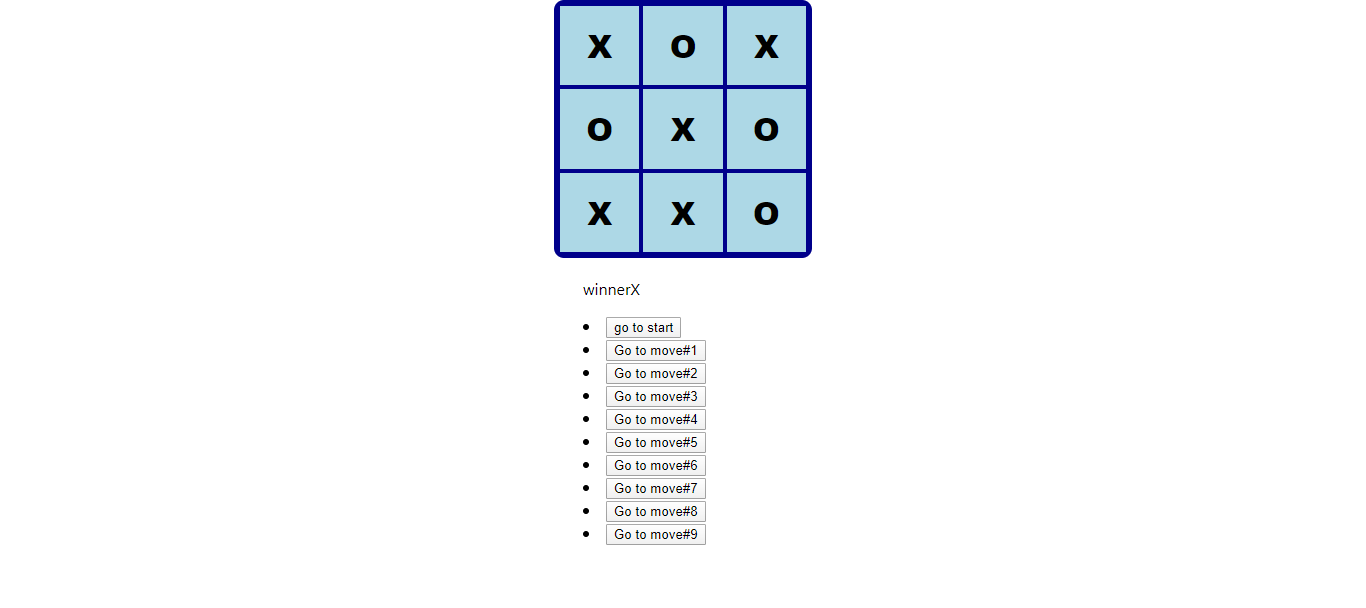 X O X
O X O
X X O
winnerX
go to start
Go to move#1
Go to move#2
Go to move#3
Go to move#4
Go to move#5
Go to move#6
Go to move#7
Go to move#8
Go to move#9